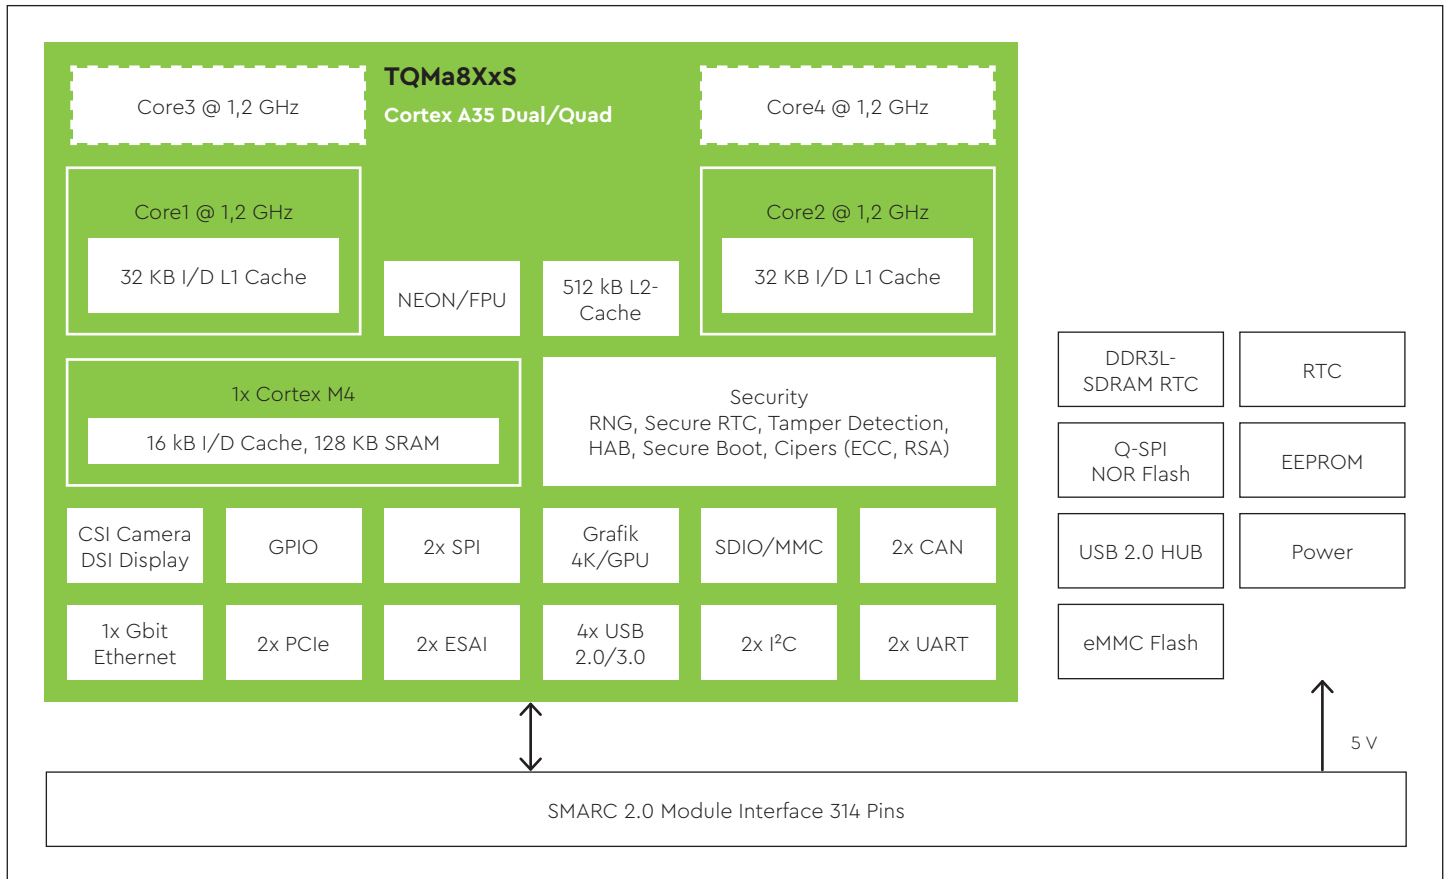 TQMa8XxS
Cortex A35 Dual/Quad
Core3 @ 1,2 GHz
Core4 @ 1,2 GHz
Core1 @ 1,2 GHz
32 KB I/D L1 Cache
NEON/FPU
512 kB L2-
Cache
Core2 @ 1,2 GHz
32 KB I/D L1 Cache
1x Cortex M4
16 kB I/D Cache, 128 KB SRAM
Security
RNG, Secure RTC, Tamper Detection,
HAB, Secure Boot, Cipers (ECC, RSA)
CSI Camera
DSI Display
GPIO
2x SPI
Grafik
4K/GPU
SDIO/MMC
2x CAN
1x Gbit
Ethernet
2x PCIe
2x ESAI
4x USB
2.0/3.0
2x I²C
2x UART
DDR3L-
SDRAM RTC
RTC
Q-SPI
NOR Flash
EEPROM
USB 2.0 HUB
Power
eMMC Flash
5 V
SMARC 2.0 Module Interface 314 Pins